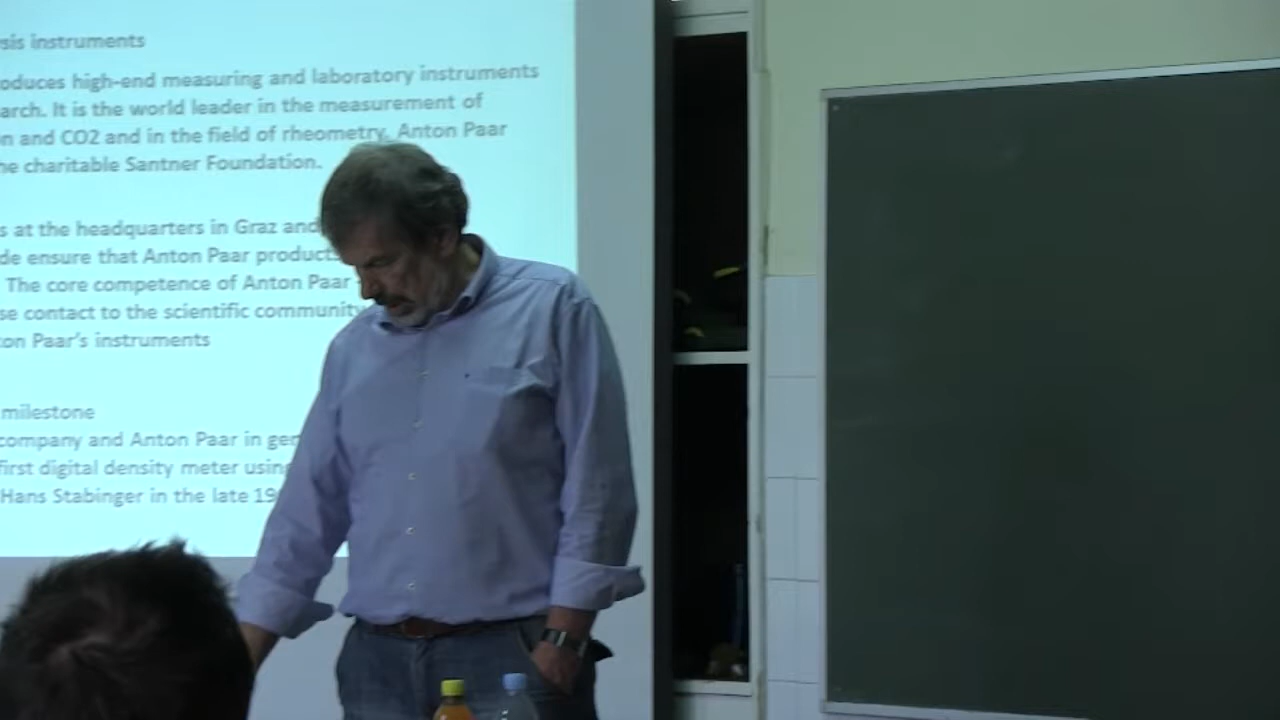 sis instruments
oduces high-end measuring and laboratory instruments
arch. It is the world leader in the measurement of
n and CO2 and in the field of rheometry. Anton Paar
he charitable Santner Foundation.
s at the headquarters in Graz and
de ensure that Anton Paar products
The core competence of Anton Paar
se contact to the scientific community
on Paar's instruments
milestone
company and Anton Paar in gen
first digital density meter using
Hans Stabinger in the late 19